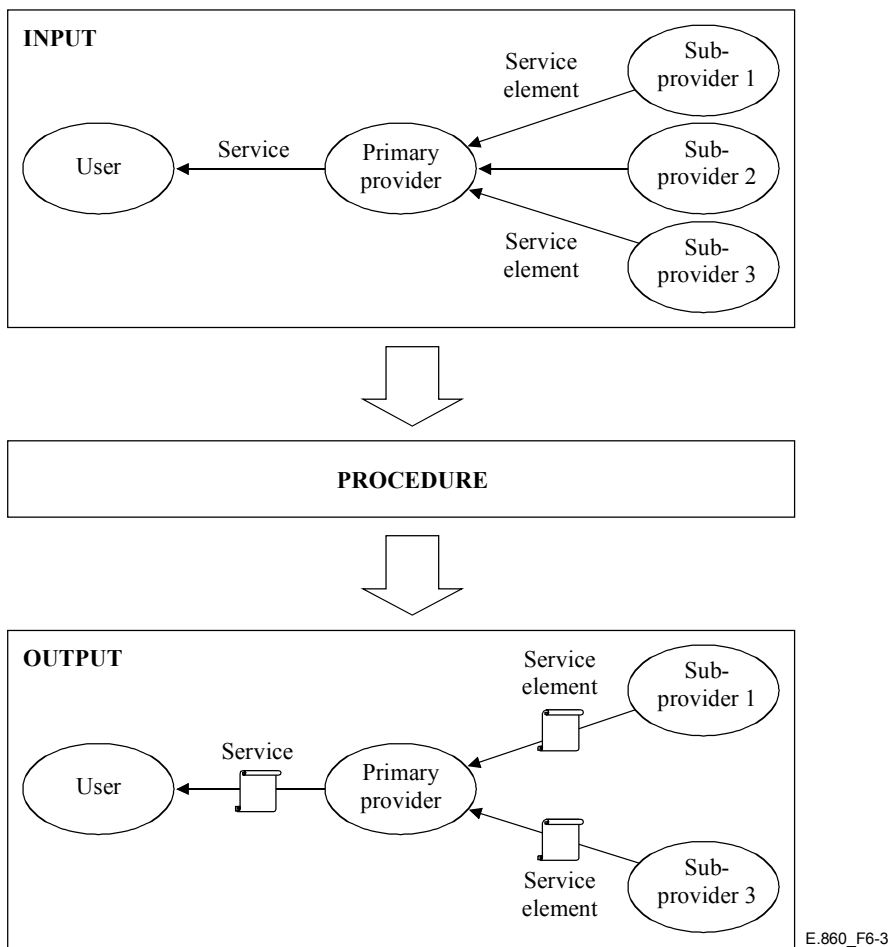 INPUT
Service
element
Sub-
provider 1
User
Service
Primary
provider
Sub-
provider 2
Service
element
Sub-
provider 3
PROCEDURE
OUTPUT
Service
element
Sub-
provider 1
Service
User
Primary
provider
Service
element
Sub-
provider 3
E.860_F6-3